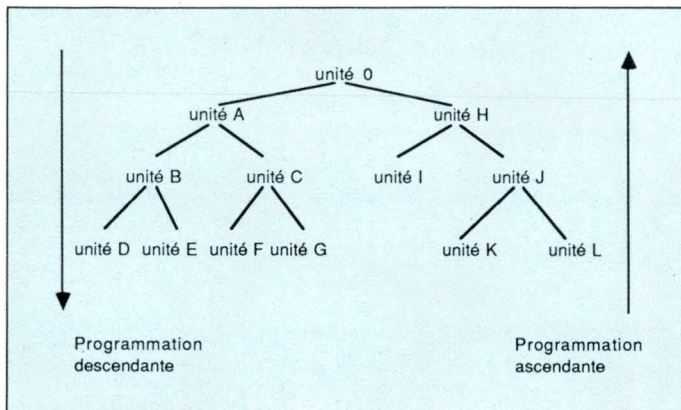 unité 0
unité A unité H
unité B unité C unité I unité J
unité D unité E unité F unité G unité K unité L
Programmation
descendante
Programmation
ascendante